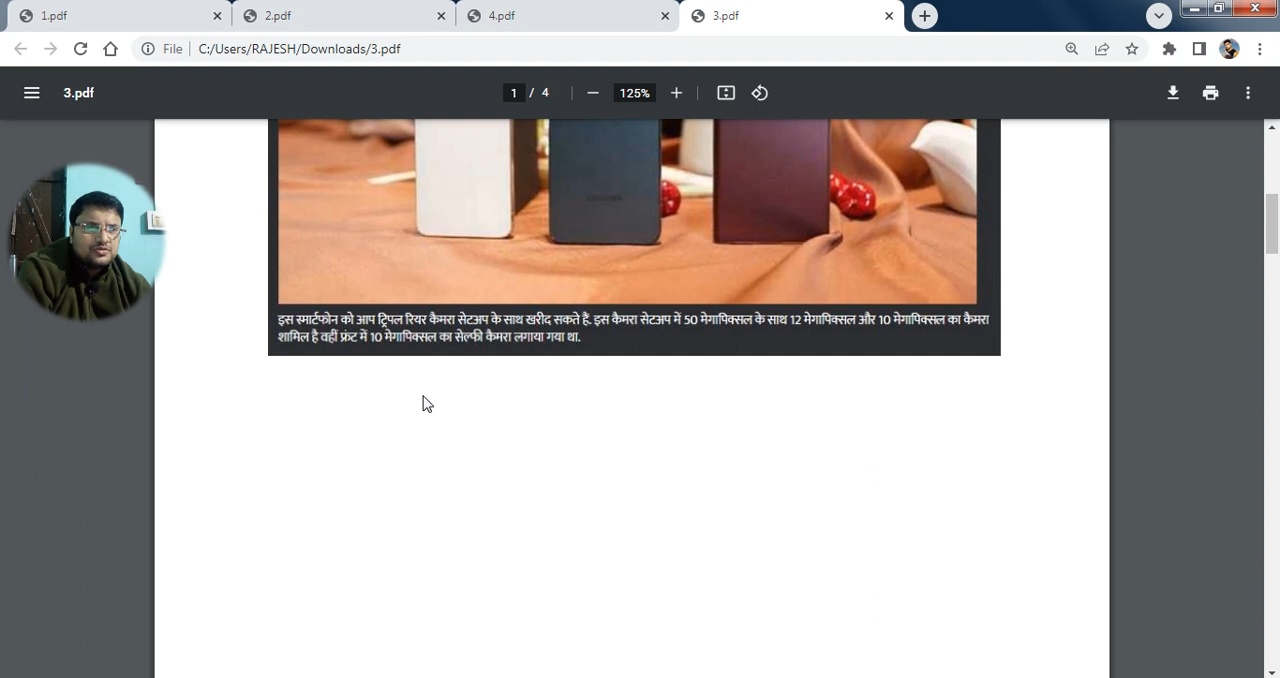 1.pdf
2.pdf
4.pdf
3.pdf
File C:/Users/RAJESH/Downloads/3.pdf
3.pdf
1 / 4
125%
इस स्मार्टफोन को आप ट्रिपल रियर कैमरा सेटअप के साथ खरीद सकते हैं. इस कैमरा सेटअप में 50 मेगापिक्सल के साथ 12 मेगापिक्सल और 10 मेगापिक्सल का कैमरा
शामिल है वहीं फ्रंट में 10 मेगापिक्सल का सेल्फी कैमरा लगाया गया था.